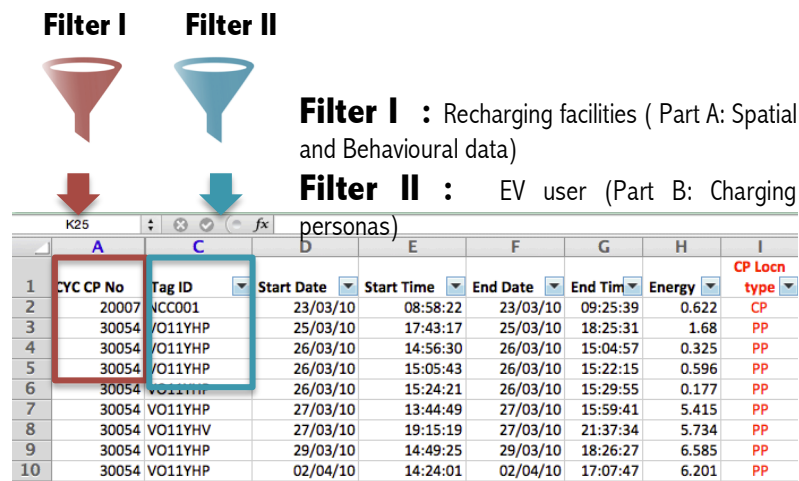 Filter I Filter II
Filter I : Recharging facilities ( Part A: Spatial
and Behavioural data)
Filter II : EV user (Part B: Charging
personas)
K25 fx
A C D E F G H I
1 CYC CP No Tag ID Start Date Start Time End Date End Tim Energy CP Locn type
2 20007 NCC001 23/03/10 08:58:22 23/03/10 09:25:39 0.622 CP
3 30054 VO11YHP 25/03/10 17:43:17 25/03/10 18:25:31 1.68 PP
4 30054 VO11YHP 26/03/10 14:56:30 26/03/10 15:04:57 0.325 PP
5 30054 VO11YHP 26/03/10 15:05:43 26/03/10 15:22:15 0.596 PP
6 30054 VO11YHP 26/03/10 15:24:21 26/03/10 15:29:55 0.177 PP
7 30054 VO11YHP 27/03/10 13:44:49 27/03/10 15:59:41 5.415 PP
8 30054 VO11YHV 27/03/10 19:15:19 27/03/10 21:37:34 5.734 PP
9 30054 VO11YHP 29/03/10 14:49:25 29/03/10 18:26:27 6.585 PP
10 30054 VO11YHP 02/04/10 14:24:01 02/04/10 17:07:47 6.201 PP